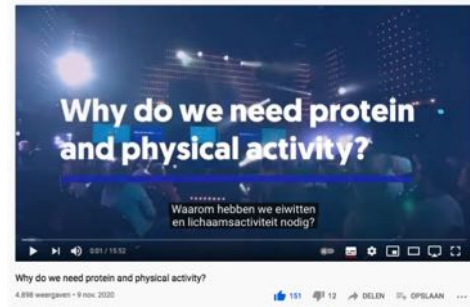 Why do we need protein
and physical activity?
Waarom hebben we eiwitten
en lichaamsactiviteit nodig?
0:01 / 15:52
Why do we need protein and physical activity?
4.898 weergaven • 9 nov. 2020
151
12
DELEN
OPSLAAN
...